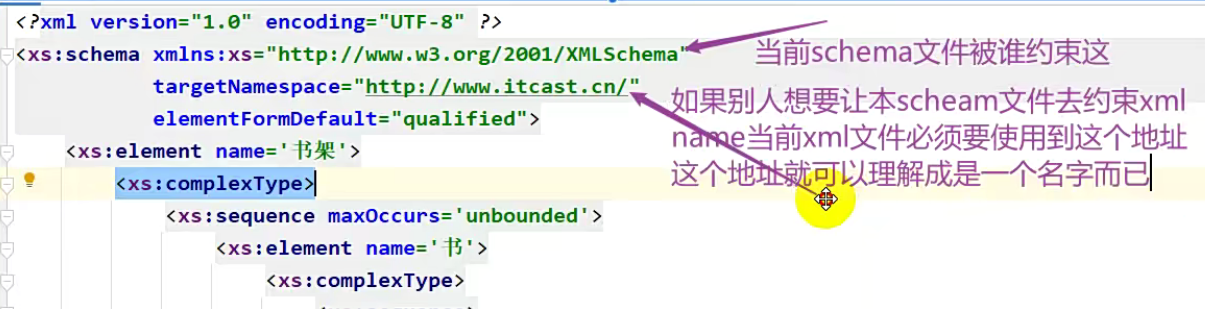 <?xml version="1.0" encoding="UTF-8" ?>
<xs:schema xmlns:xs="http://www.w3.org/2001/XMLSchema"
当前schema文件被谁约束这
targetNamespace="http://www.itcast.cn/"
如果别人想要让本scheam文件去约束xml
elementFormDefault="qualified">
name当前xml文件必须要使用到这个地址
<xs:element name='书架'>
这个地址就可以理解成是一个名字而已
<xs:complexType>
<xs:sequence maxOccurs='unbounded'>
<xs:element name='书'>
<xs:complexType>